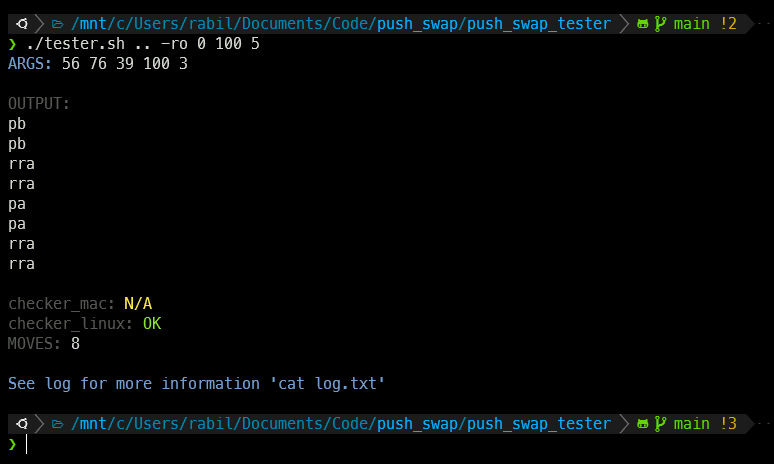 /mnt/c/Users/rabil/Documents/Code/push_swap/push_swap_tester main !2
❯ ./tester.sh .. -ro 0 100 5
ARGS: 56 76 39 100 3
OUTPUT:
pb
pb
rra
rra
pa
pa
rra
rra
checker_mac: N/A
checker_linux: OK
MOVES: 8
See log for more information 'cat log.txt'
/mnt/c/Users/rabil/Documents/Code/push_swap/push_swap_tester main !3
❯